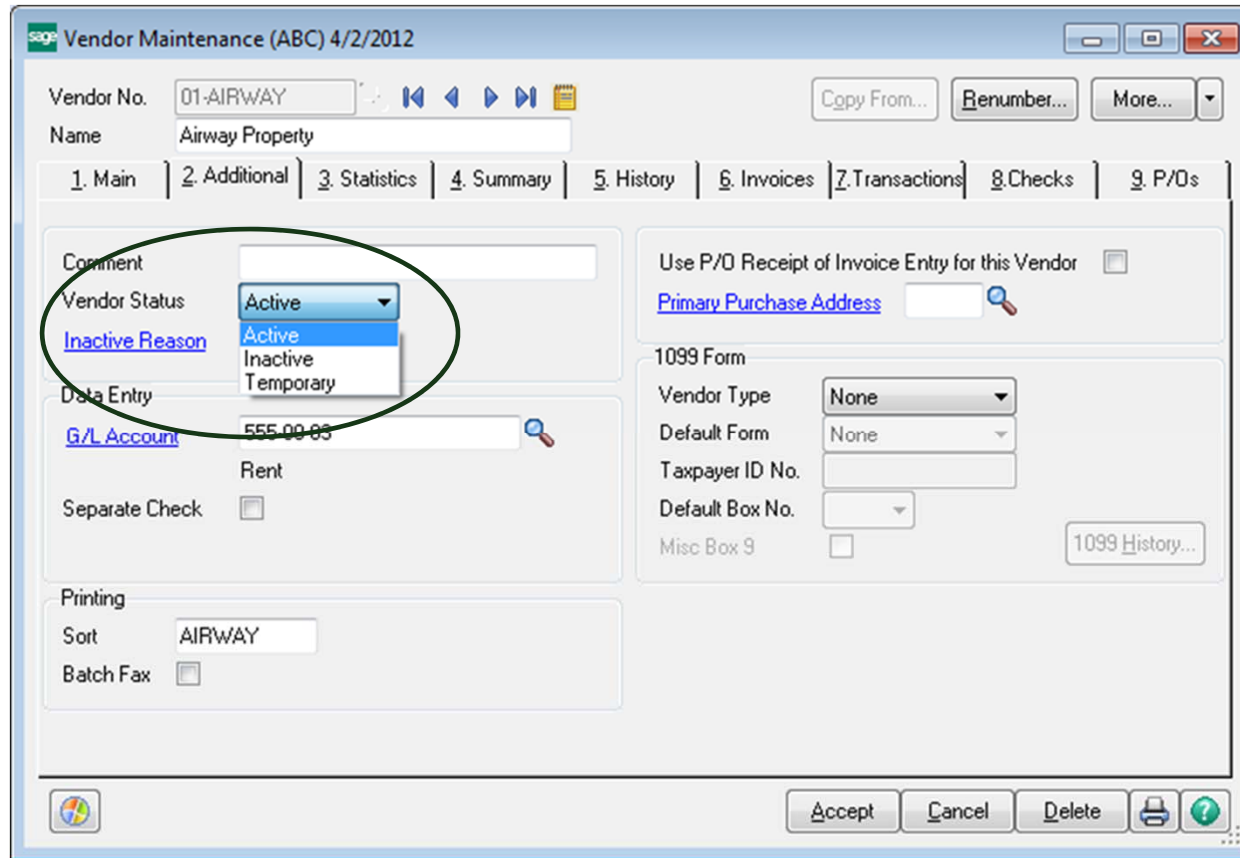 sage Vendor Maintenance (ABC) 4/2/2012
Vendor No. 01-AIRWAY Copy From... Renumber... More...
Name Airway Property
1. Main 2. Additional 3. Statistics 4. Summary 5. History 6. Invoices 7.Transactions 8.Checks 9. P/Os
Comment
Vendor Status Active
Inactive Reason Active
Inactive
Temporary
Data Entry
G/L Account 555-00-03
Rent
Separate Check
Printing
Sort AIRWAY
Batch Fax
Use P/O Receipt of Invoice Entry for this Vendor
Primary Purchase Address
1099 Form
Vendor Type None
Default Form None
Taxpayer ID No.
Default Box No.
Misc Box 9 1099 History...
Accept Cancel Delete